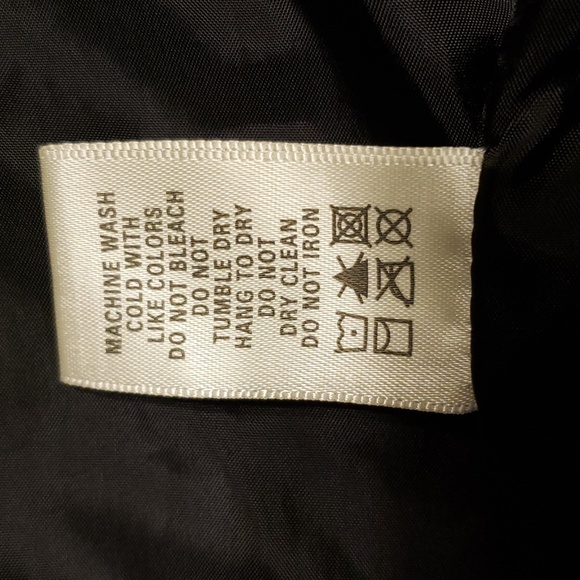 MACHINE WASH
COLD WITH
LIKE COLORS
DO NOT BLEACH
DO NOT
TUMBLE DRY
HANG TO DRY
DO NOT
DRY CLEAN
DO NOT IRON